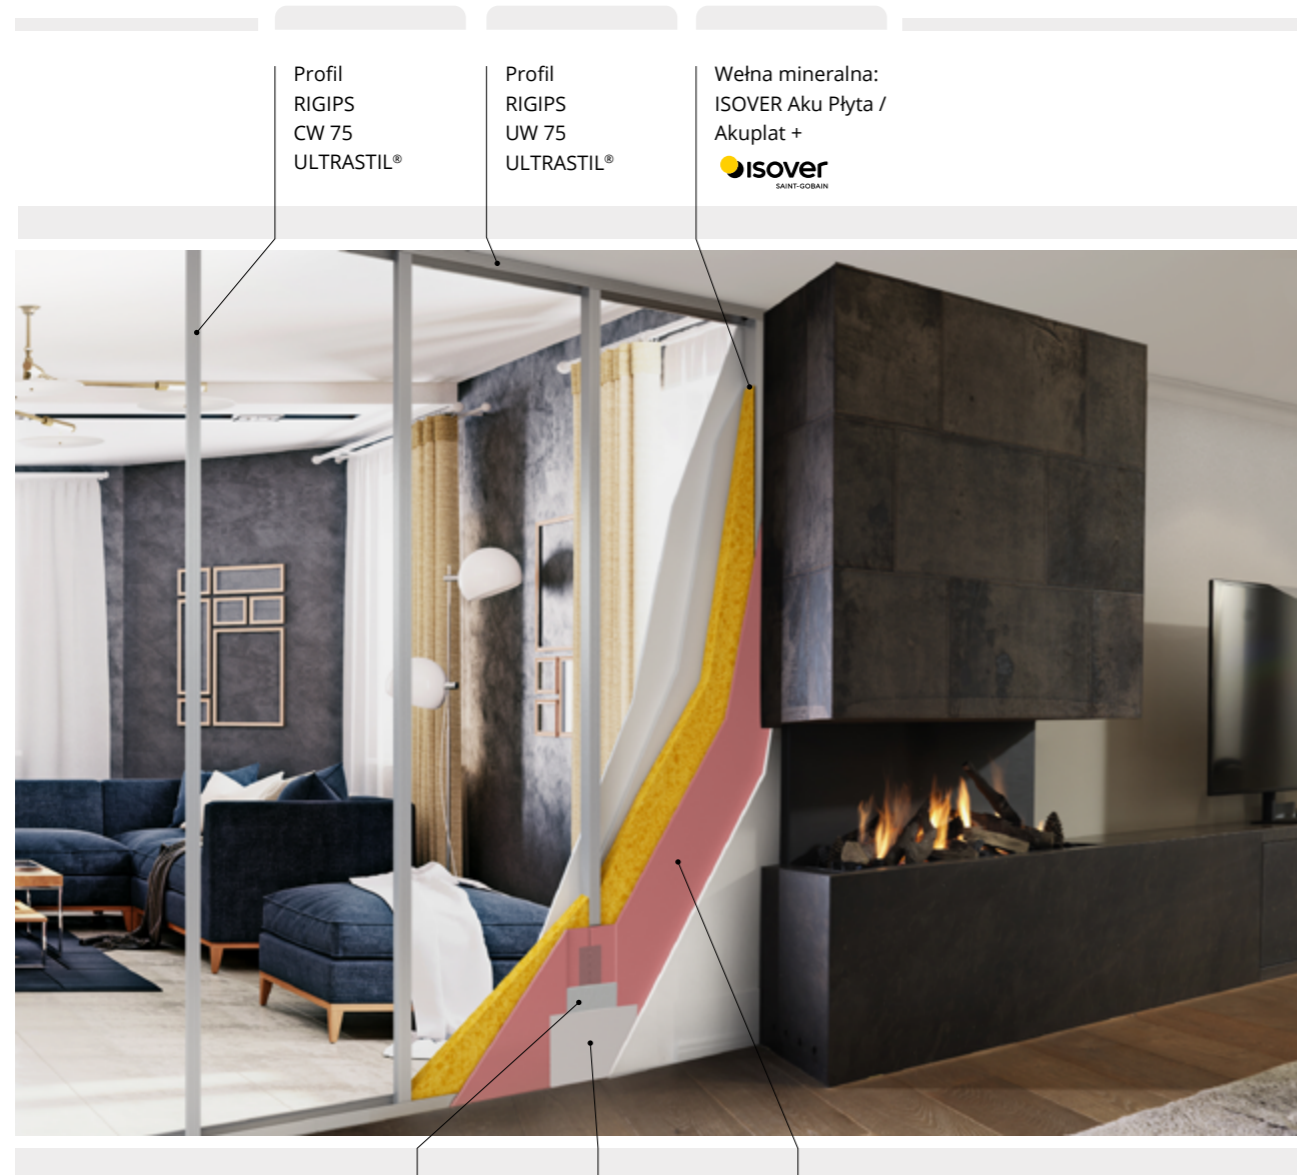 Profil
RIGIPS
CW 75
ULTRASTIL®
Profil
RIGIPS
UW 75
ULTRASTIL®
Wełna mineralna:
ISOVER Aku Płyta /
Akuplat +
isover
SAINT-GOBAIN